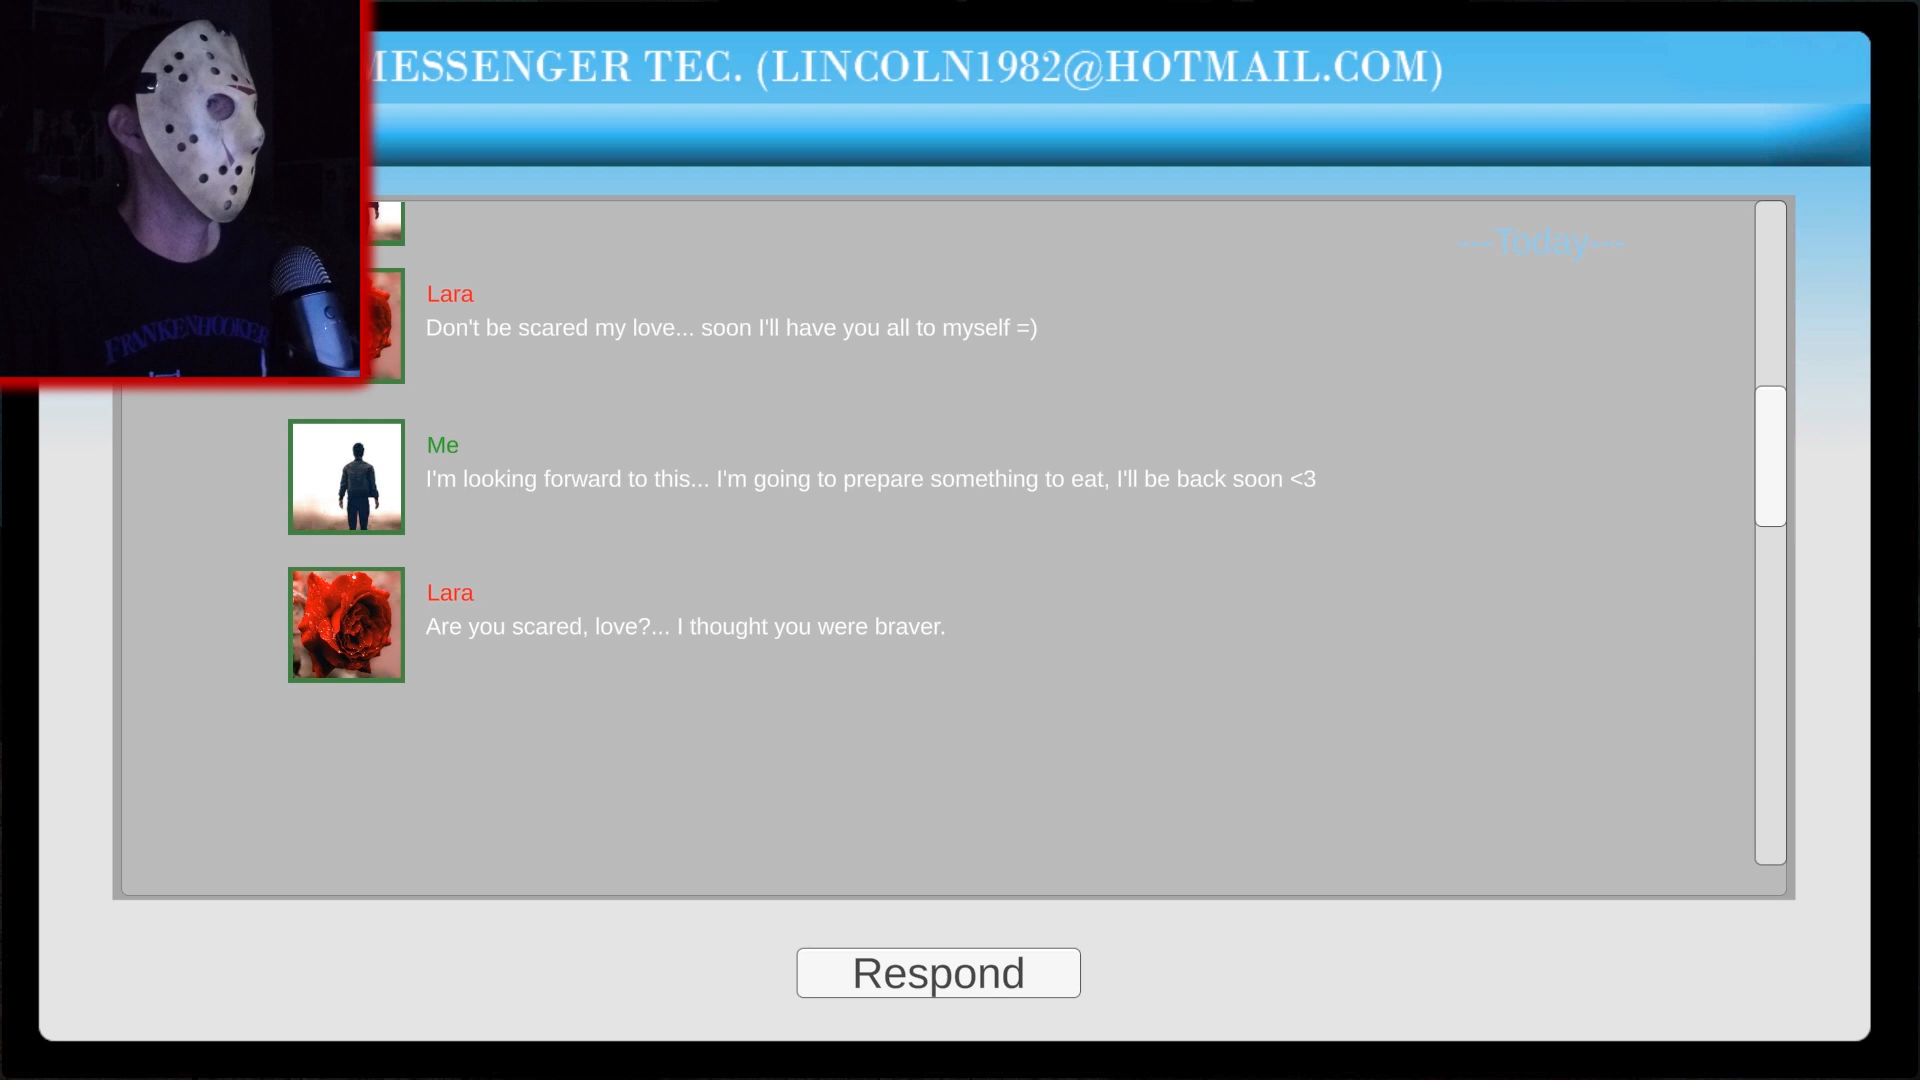 MESSENGER TEC. (LINCOLN1982@HOTMAIL.COM)
---Today---
Lara
Don't be scared my love... soon I'll have you all to myself =)
Me
I'm looking forward to this... I'm going to prepare something to eat, I'll be back soon <3
Lara
Are you scared, love?... I thought you were braver.
Respond
FRANKENHOOKER